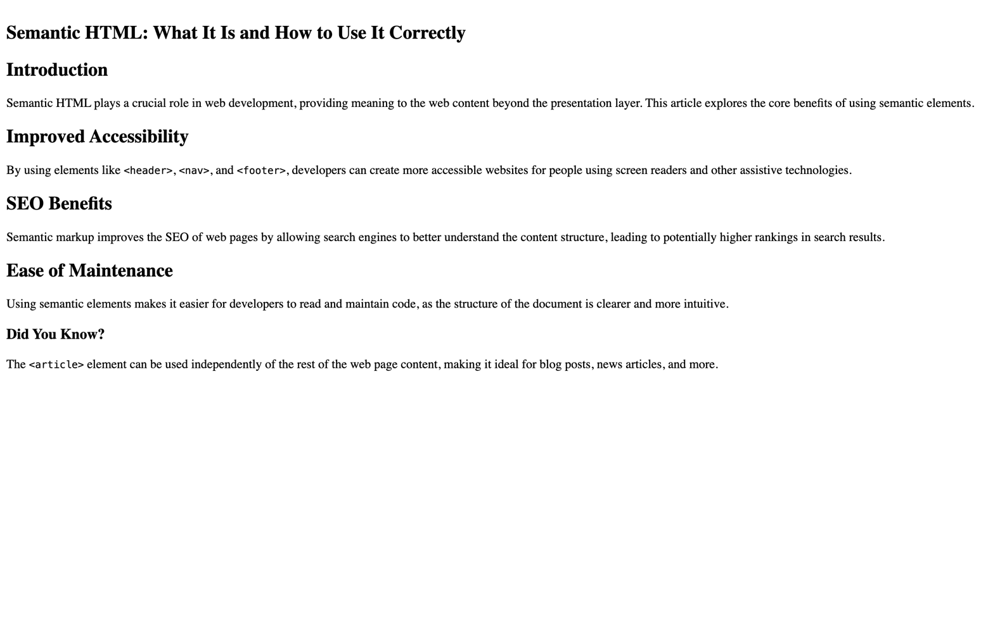 Semantic HTML: What It Is and How to Use It Correctly
Introduction
Semantic HTML plays a crucial role in web development, providing meaning to the web content beyond the presentation layer. This article explores the core benefits of using semantic elements.
Improved Accessibility
By using elements like <header>, <nav>, and <footer>, developers can create more accessible websites for people using screen readers and other assistive technologies.
SEO Benefits
Semantic markup improves the SEO of web pages by allowing search engines to better understand the content structure, leading to potentially higher rankings in search results.
Ease of Maintenance
Using semantic elements makes it easier for developers to read and maintain code, as the structure of the document is clearer and more intuitive.
Did You Know?
The <article> element can be used independently of the rest of the web page content, making it ideal for blog posts, news articles, and more.